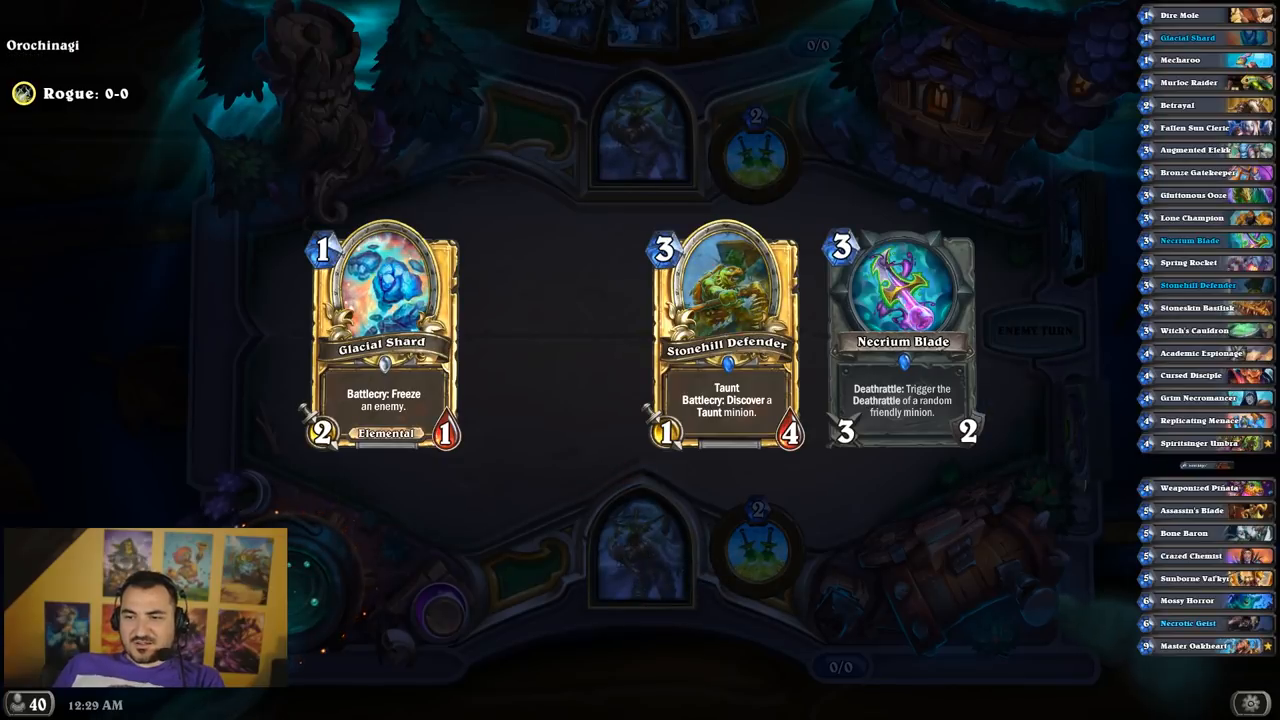 Orochinagi
Rogue: 0-0
0/0
2
1
Glacial Shard
Battlecry: Freeze
an enemy.
2
Elemental
1
3
Stonehill Defender
Taunt
Battlecry: Discover a
Taunt minion.
1
4
3
Necrium Blade
Deathrattle: Trigger the
Deathrattle of a random
friendly minion.
3
2
ENEMY TURN
2
0/0
40
12:29 AM
1 Dire Mole
1 Glacial Shard
1 Mecharoo
1 Murloc Raider
2 Betrayal
2 Fallen Sun Cleric
3 Augmented Elekk
3 Bronze Gatekeeper
3 Gluttonous Ooze
3 Lone Champion
3 Necrium Blade
3 Spring Rocket
3 Stonehill Defender
3 Stoneskin Basilisk
3 Witch's Cauldron
4 Academic Espionage
4 Cursed Disciple
4 Grim Necromancer
4 Replicating Menace
4 Spiritsinger Umbra
4 Weaponized Piñata
5 Assassin's Blade
5 Bone Baron
5 Crazed Chemist
5 Sunborne Val'kyr
6 Mossy Horror
6 Necrotic Geist
9 Master Oakheart